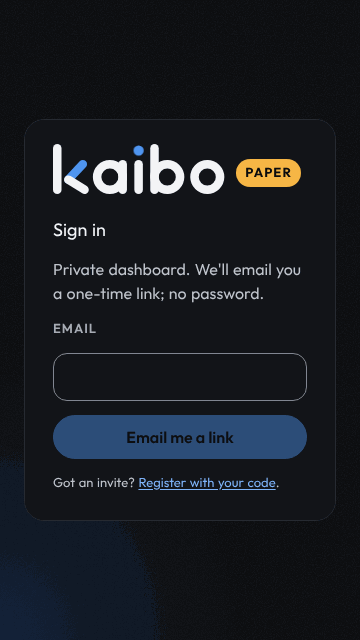 kaibo PAPER
Sign in
Private dashboard. We'll email you
a one-time link; no password.
EMAIL
Email me a link
Got an invite? Register with your code.